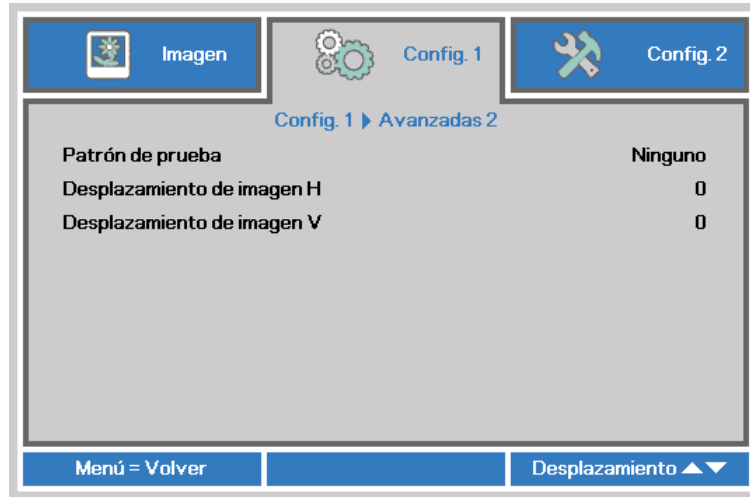 Imagen
Config. 1
Config. 2
Config. 1 ▶ Avanzadas 2
Patrón de prueba Ninguno
Desplazamiento de imagen H 0
Desplazamiento de imagen V 0
Menú = Volver
Desplazamiento ▲▼